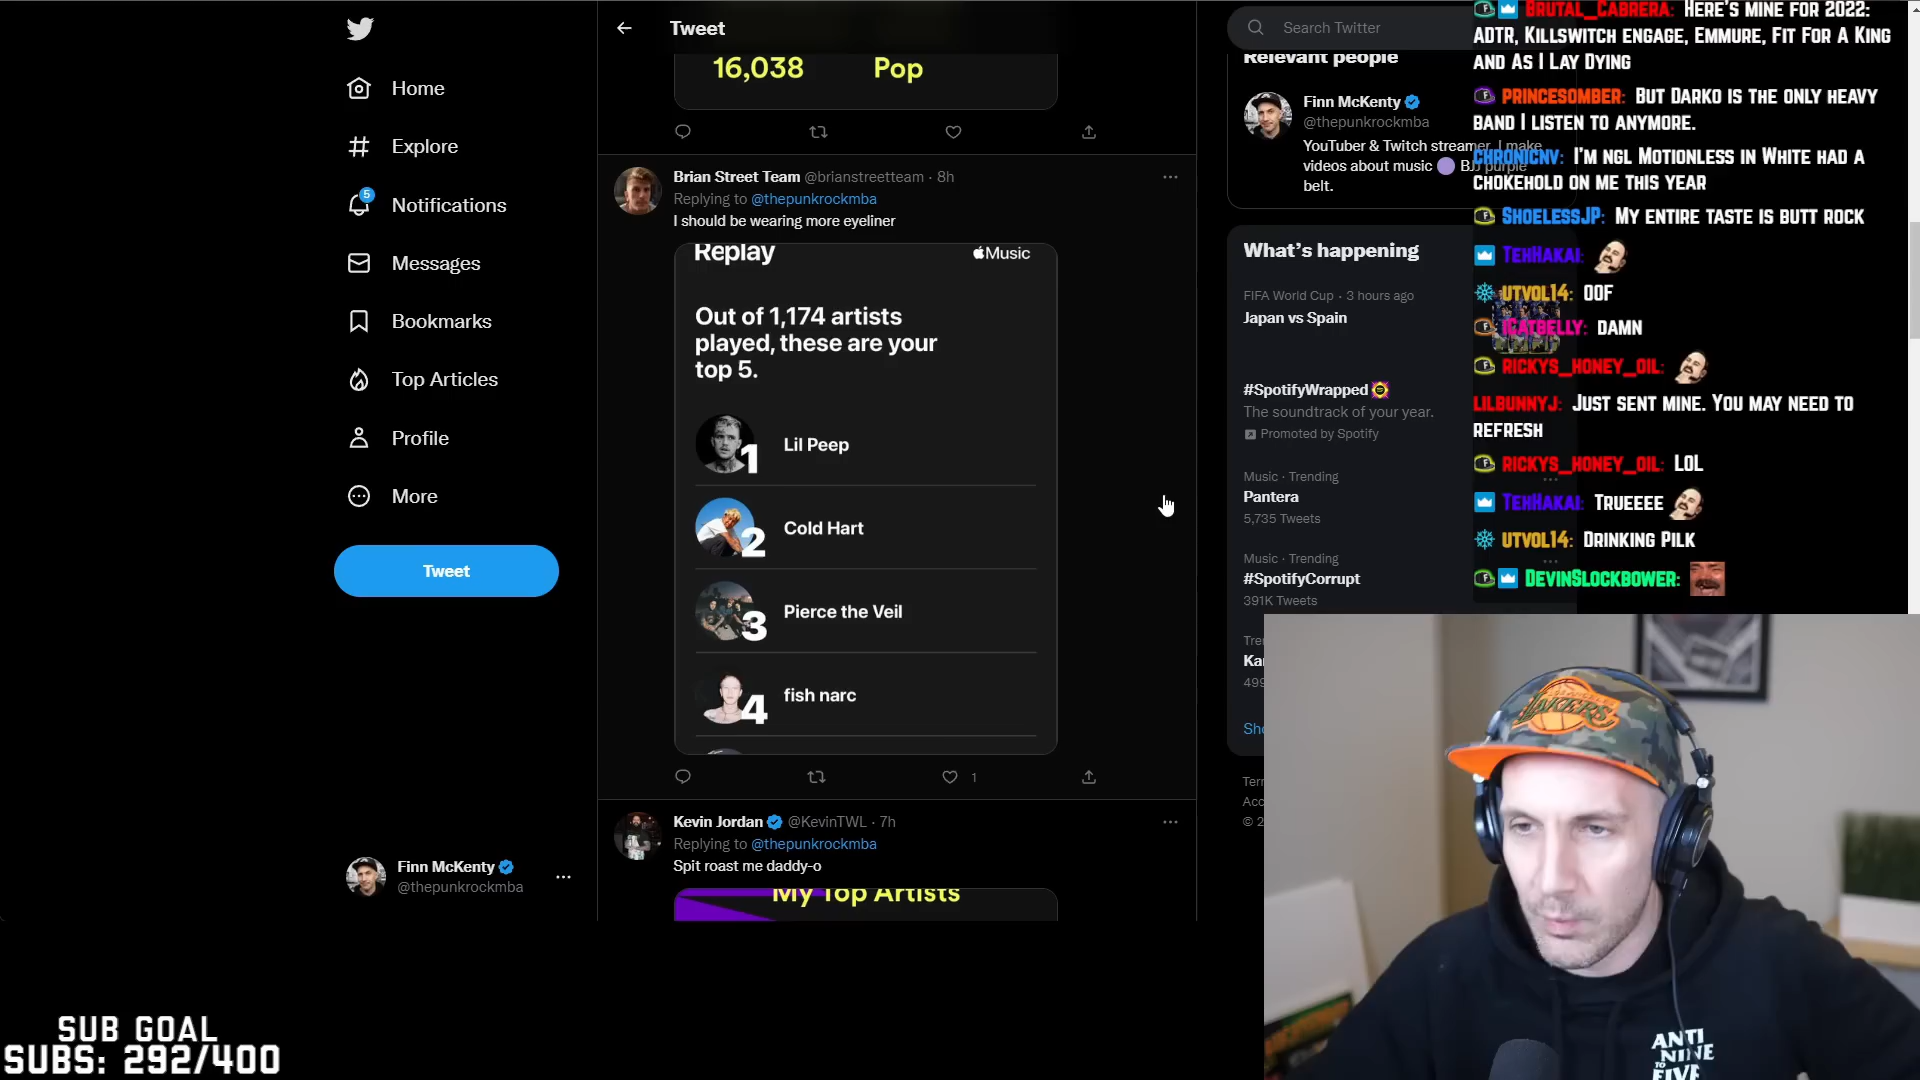 Home
Explore
5
Notifications
Messages
Bookmarks
Top Articles
Profile
More
Tweet
Finn McKenty
@thepunkrockmba
SUB GOAL
SUBS: 292/400
Tweet
16,038 Pop
Brian Street Team @brianstreetteam · 8h
Replying to @thepunkrockmba
I should be wearing more eyeliner
Replay Music
Out of 1,174 artists
played, these are your
top 5.
1 Lil Peep
2 Cold Hart
3 Pierce the Veil
4 fish narc
1
Kevin Jordan @KevinTWL · 7h
Replying to @thepunkrockmba
Spit roast me daddy-o
My Top Artists
Search Twitter
Relevant people
Finn McKenty
@thepunkrockmba
YouTuber & Twitch streamer. I make
videos about music BJJ purple
belt.
What's happening
FIFA World Cup · 3 hours ago
Japan vs Spain
#SpotifyWrapped
The soundtrack of your year.
Promoted by Spotify
Music · Trending
Pantera
5,735 Tweets
Music · Trending
#SpotifyCorrupt
391K Tweets
BRUTAL_CABRERA: HERE'S MINE FOR 2022:
ADTR, KILLSWITCH ENGAGE, EMMURE, FIT FOR A KING
AND AS I LAY DYING
PRINCESOMBER: BUT DARKO IS THE ONLY HEAVY
BAND I LISTEN TO ANYMORE.
CHRONICNV: I'M NGL MOTIONLESS IN WHITE HAD A
CHOKEHOLD ON ME THIS YEAR
SHOELESSJP: MY ENTIRE TASTE IS BUTT ROCK
TEHHAKAI:
UTVOL14: OOF
ICATBELLY: DAMN
RICKYS_HONEY_OIL:
LILBUNNYJ: JUST SENT MINE. YOU MAY NEED TO
REFRESH
RICKYS_HONEY_OIL: LOL
TEHHAKAI: TRUEEEE
UTVOL14: DRINKING PILK
DEVINSLOCKBOWER:
LAKERS
ANTI
NINE
TO
FIVE